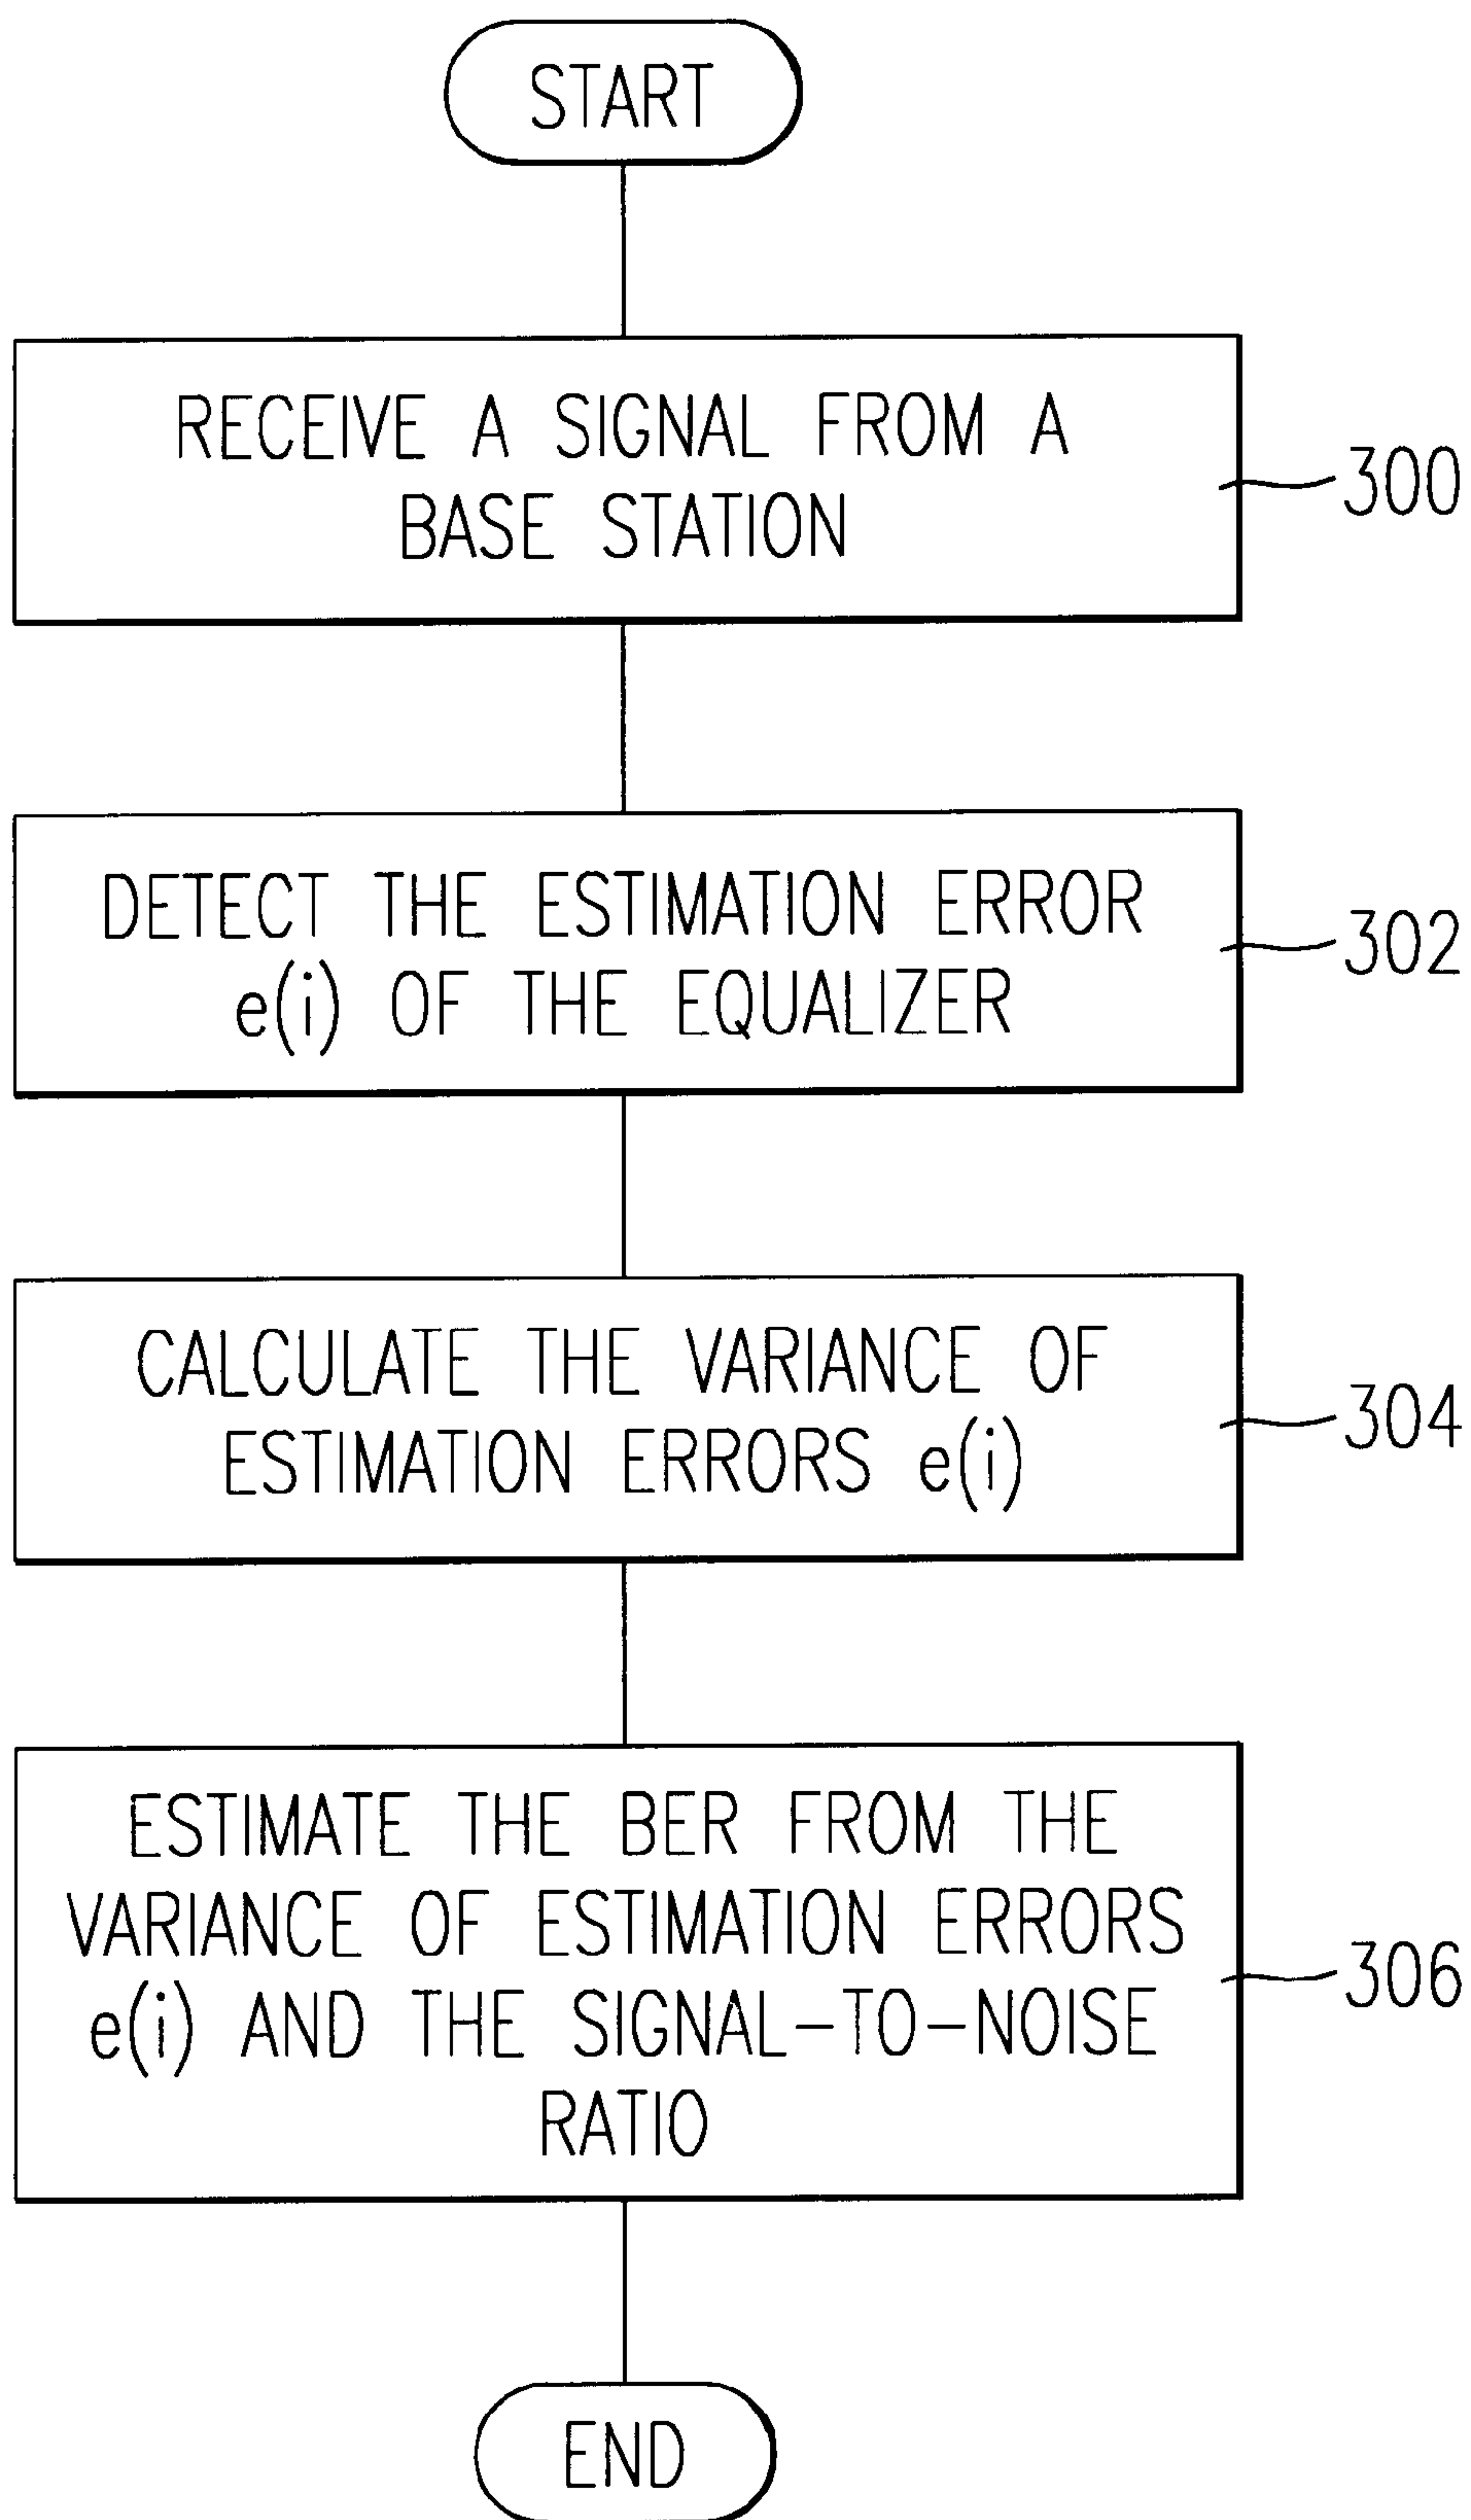 START
RECEIVE A SIGNAL FROM A
BASE STATION
300
DETECT THE ESTIMATION ERROR
e(i) OF THE EQUALIZER
302
CALCULATE THE VARIANCE OF
ESTIMATION ERRORS e(i)
304
ESTIMATE THE BER FROM THE
VARIANCE OF ESTIMATION ERRORS
e(i) AND THE SIGNAL-TO-NOISE
RATIO
306
END